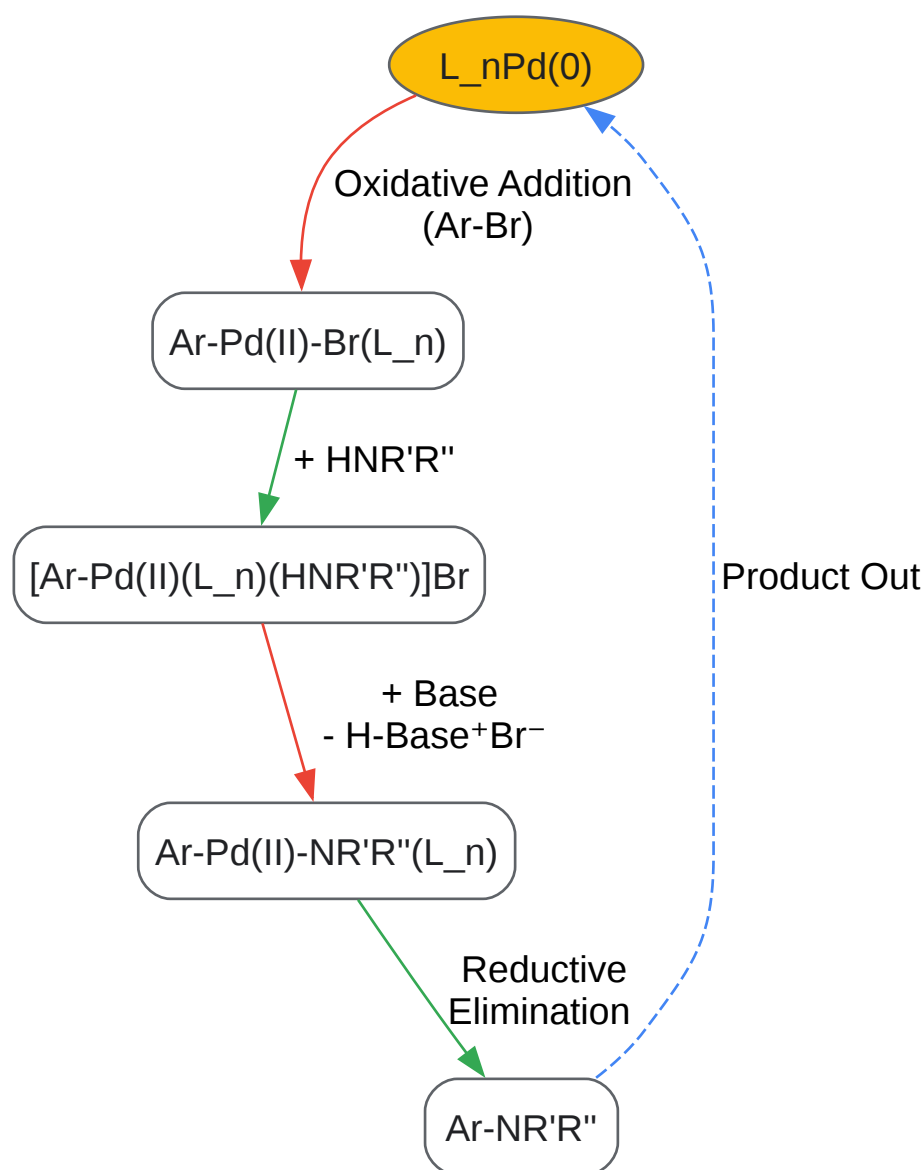 L_nPd(0)
Oxidative Addition
(Ar-Br)
Ar-Pd(II)-Br(L_n)
+ HNR'R"
[Ar-Pd(II)(L_n)(HNR'R")]Br
Product Out
+ Base
- H-Base⁺Br⁻
Ar-Pd(II)-NR'R"(L_n)
Reductive
Elimination
Ar-NR'R"